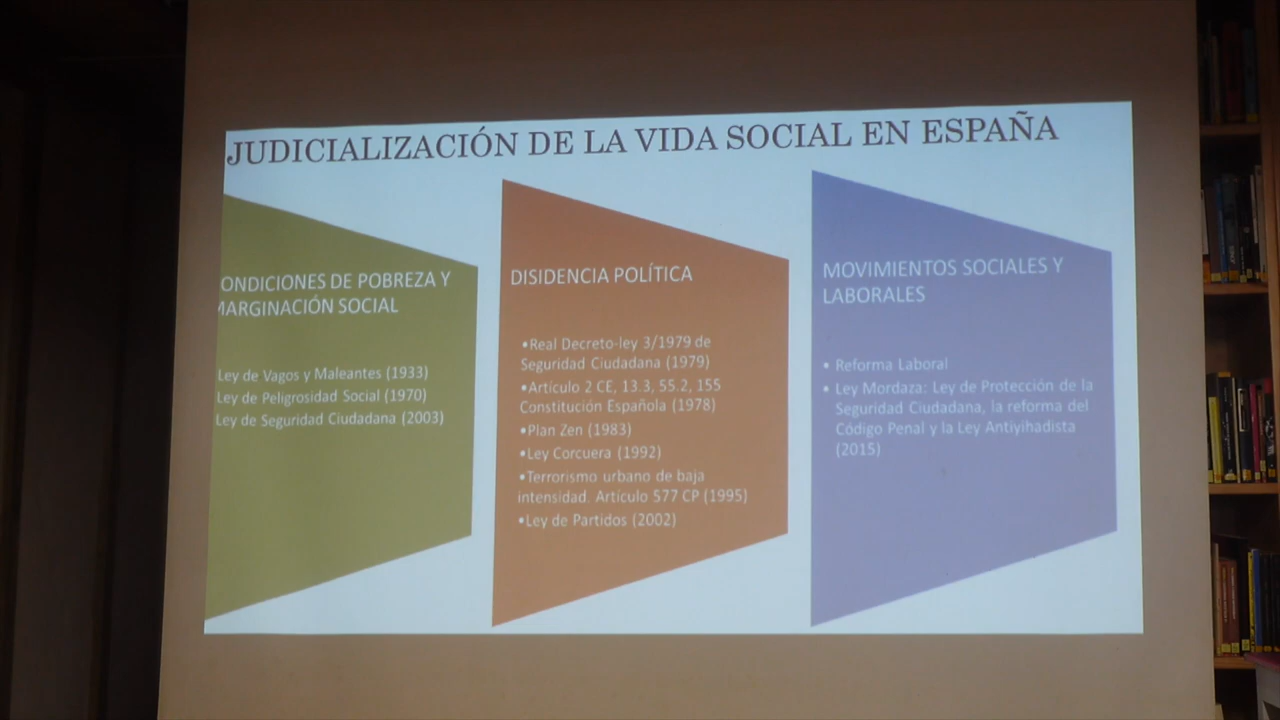 JUDICIALIZACIÓN DE LA VIDA SOCIAL EN ESPAÑA
ONDICIONES DE POBREZA Y
MARGINACIÓN SOCIAL
Ley de Vagos y Maleantes (1933)
Ley de Peligrosidad Social (1970)
Ley de Seguridad Ciudadana (2003)
DISIDENCIA POLÍTICA
•Real Decreto-ley 3/1979 de
Seguridad Ciudadana (1979)
•Artículo 2 CE, 13.3, 55.2, 155
Constitución Española (1978)
•Plan Zen (1983)
•Ley Corcuera (1992)
•Terrorismo urbano de baja
intensidad. Artículo 577 CP (1995)
•Ley de Partidos (2002)
MOVIMIENTOS SOCIALES Y
LABORALES
• Reforma Laboral
• Ley Mordaza: Ley de Protección de la
Seguridad Ciudadana, la reforma del
Código Penal y la Ley Antiyihadista
(2015)